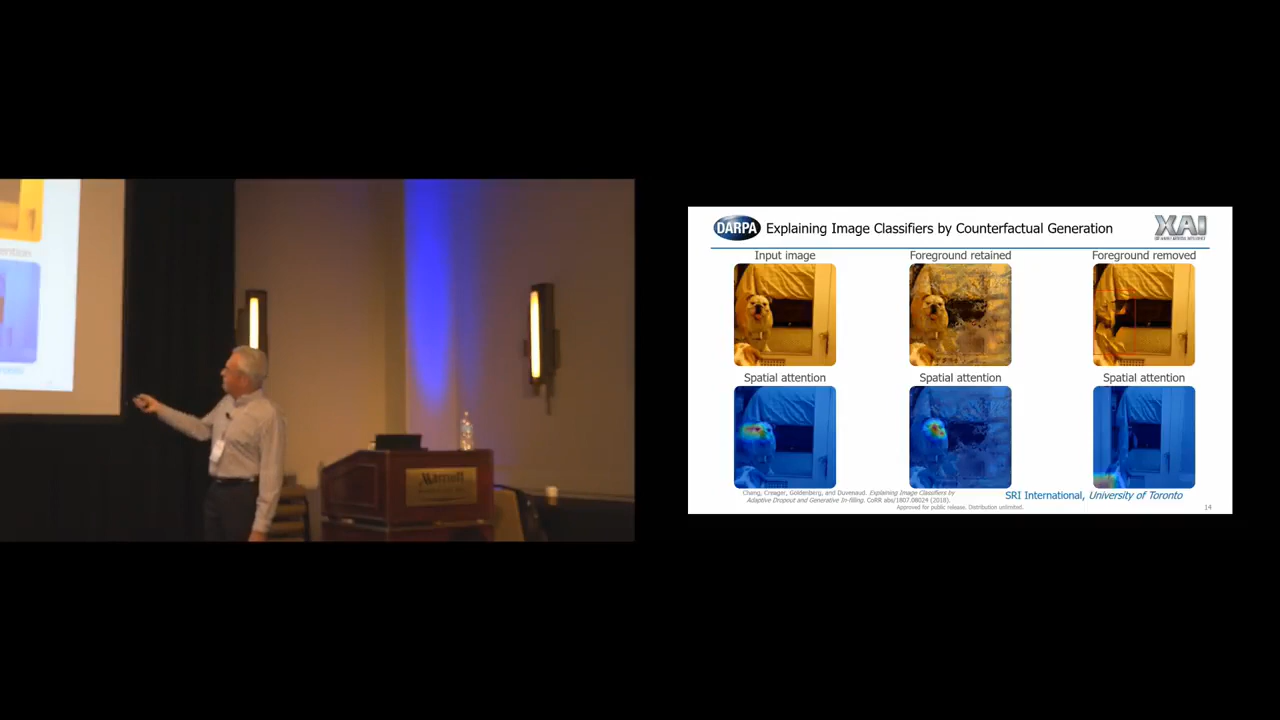 DARPA
Explaining Image Classifiers by Counterfactual Generation
XAI
Input image
Foreground retained
Foreground removed
Spatial attention
Spatial attention
Spatial attention
Chang, Creager, Goldenberg, and Duvenaud. Explaining Image Classifiers by
Adaptive Dropout and Generative In-filling. CoRR abs/1807.08024 (2018).
SRI International, University of Toronto
Approved for public release. Distribution unlimited.
14
Marriott